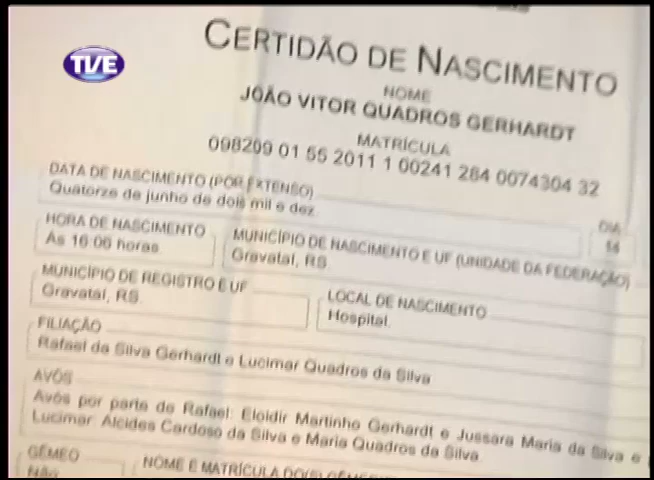 TVE
CERTIDÃO DE NASCIMENTO
NOME
JOÃO VITOR QUADROS GERHARDT
MATRÍCULA
098299 01 55 2011 1 00241 284 0074304 32
DATA DE NASCIMENTO (POR EXTENSO)
Quatorze de junho de dois mil e dez
DIA
14
HORA DE NASCIMENTO
Às 16:06 horas
MUNICÍPIO DE NASCIMENTO E UF (UNIDADE DA FEDERAÇÃO)
Gravataí, RS
MUNICÍPIO DE REGISTRO E UF
Gravataí, RS
LOCAL DE NASCIMENTO
Hospital
FILIAÇÃO
Rafael da Silva Gerhardt e Lucimar Quadros da Silva
AVÓS
Avós por parte de Rafael: Eloidir Martinho Gerhardt e Jussara Maria da Silva e
Lucimar: Alcides Cardoso da Silva e Maria Quadros da Silva
GÊMEO
Não
NOME E MATRÍCULA DO(S)